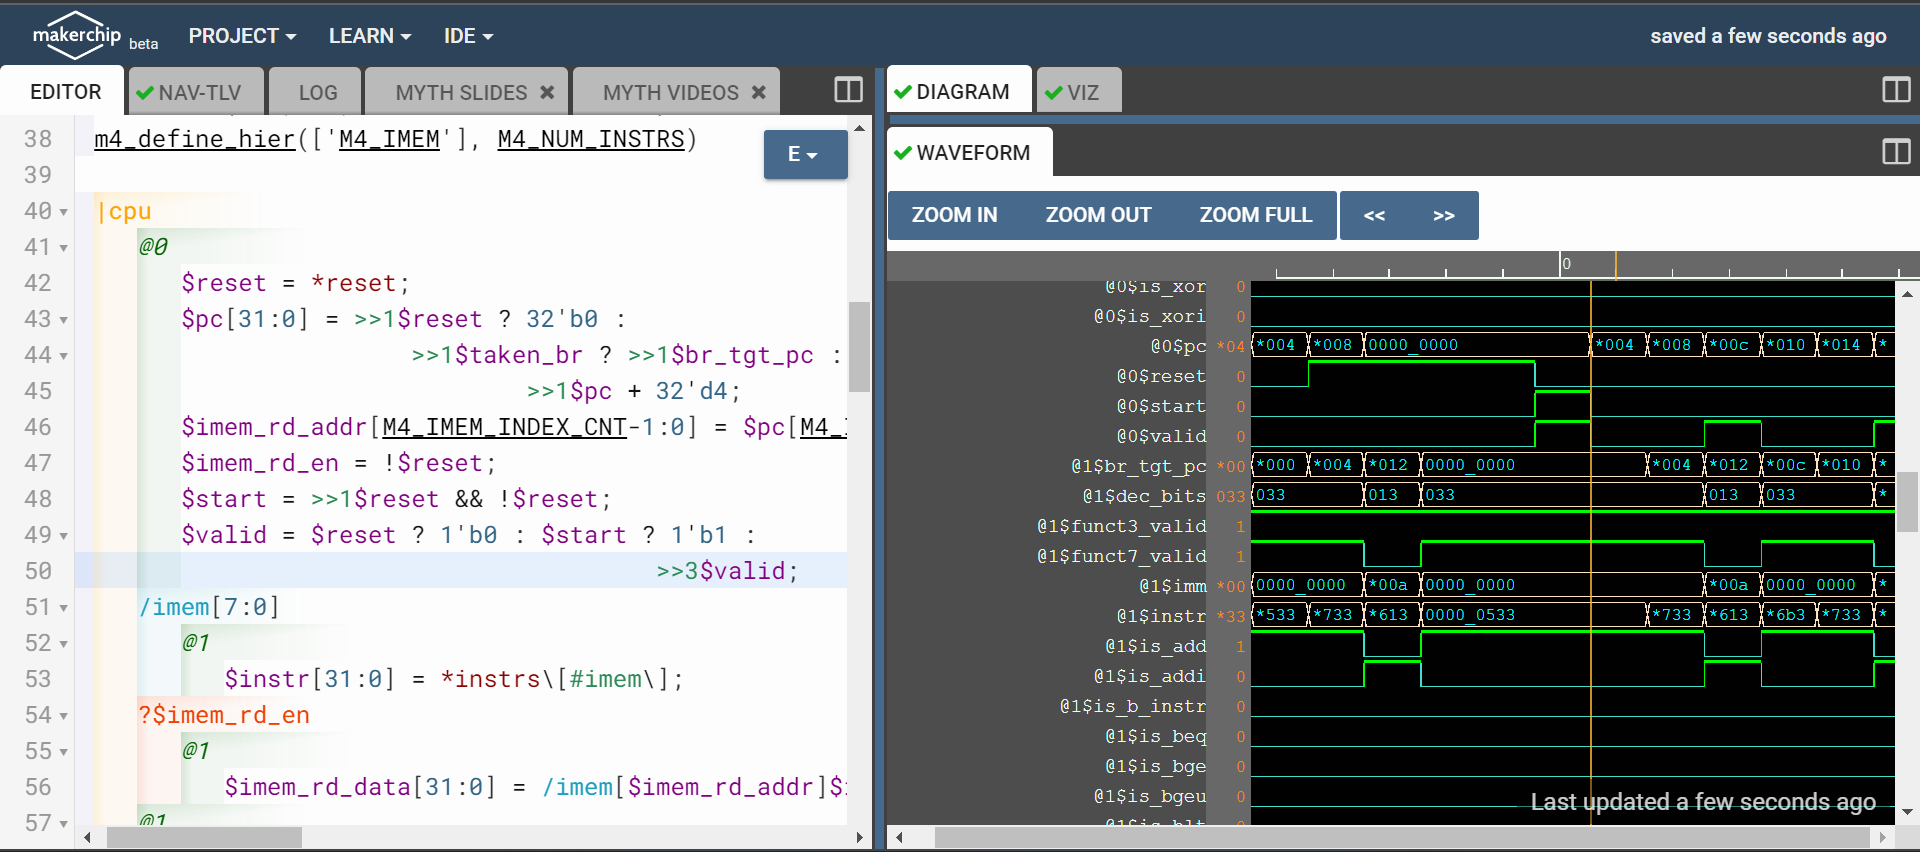 makerchip beta PROJECT LEARN IDE saved a few seconds ago
EDITOR NAV-TLV LOG MYTH SLIDES MYTH VIDEOS
38 m4_define_hier(['M4_IMEM'], M4_NUM_INSTRS)
E
39
40 |cpu
41 @0
42 $reset = *reset;
43 $pc[31:0] = >>1$reset ? 32'b0 :
44 >>1$taken_br ? >>1$br_tgt_pc :
45 >>1$pc + 32'd4;
46 $imem_rd_addr[M4_IMEM_INDEX_CNT-1:0] = $pc[M4_I
47 $imem_rd_en = !$reset;
48 $start = >>1$reset && !$reset;
49 $valid = $reset ? 1'b0 : $start ? 1'b1 :
50 >>3$valid;
51 /imem[7:0]
52 @1
53 $instr[31:0] = *instrs\[#imem\];
54 ?$imem_rd_en
55 @1
56 $imem_rd_data[31:0] = /imem[$imem_rd_addr]$
57 @1
DIAGRAM VIZ
WAVEFORM
ZOOM IN ZOOM OUT ZOOM FULL << >>
0
@0$is_xor 0
@0$is_xori 0
@0$pc *04 *004 *008 0000_0000 *004 *008 *00c *010 *014 *
@0$reset 0
@0$start 0
@0$valid 0
@1$br_tgt_pc *00 *000 *004 *012 0000_0000 *004 *012 *00c *010 *
@1$dec_bits 033 033 013 033 013 033 *
@1$funct3_valid 1
@1$funct7_valid 1
@1$imm *00 0000_0000 *00a 0000_0000 *00a 0000_0000 *
@1$instr *33 *533 *733 *613 0000_0533 *733 *613 *6b3 *733 *
@1$is_add 1
@1$is_addi 0
@1$is_b_instr 0
@1$is_beq 0
@1$is_bge 0
@1$is_bgeu 0
@1$is_blt 0
Last updated a few seconds ago